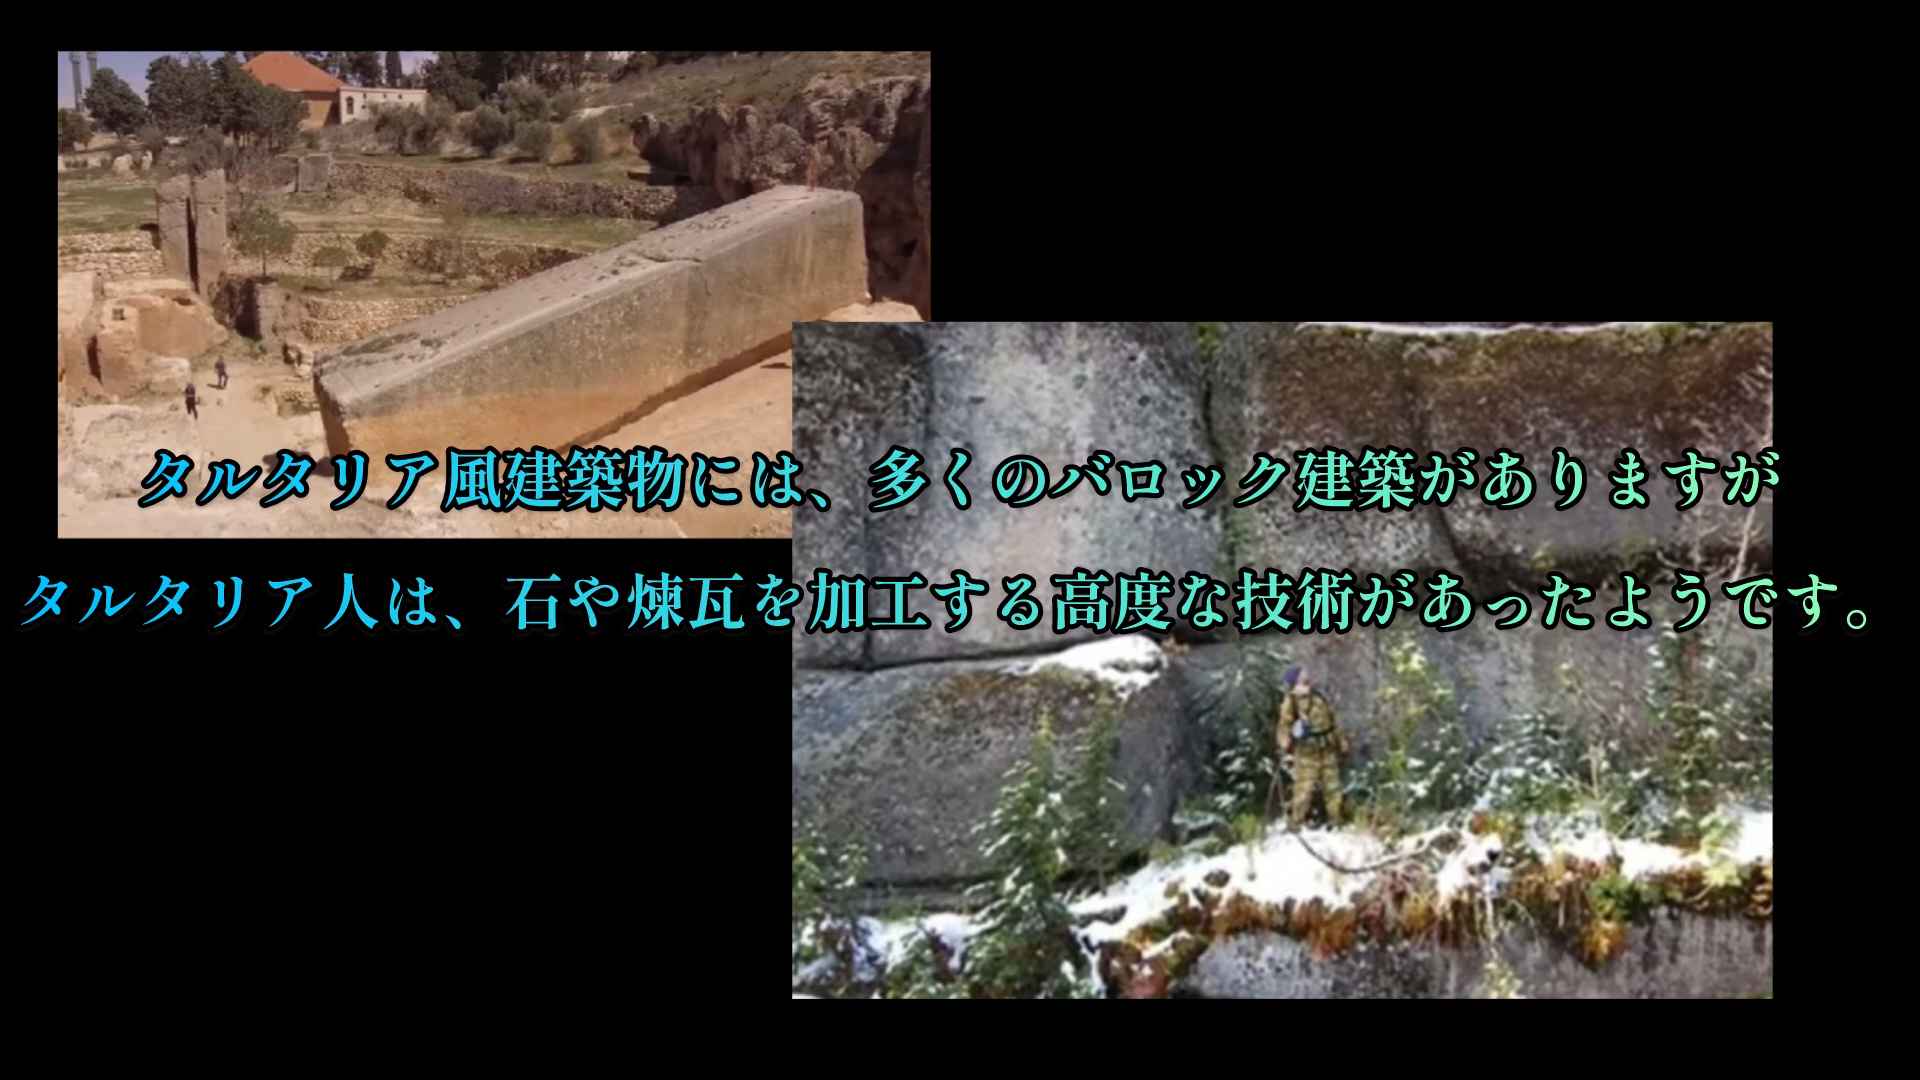 タルタリア風建築物には、多くのバロック建築がありますが
タルタリア人は、石や煉瓦を加工する高度な技術があったようです。